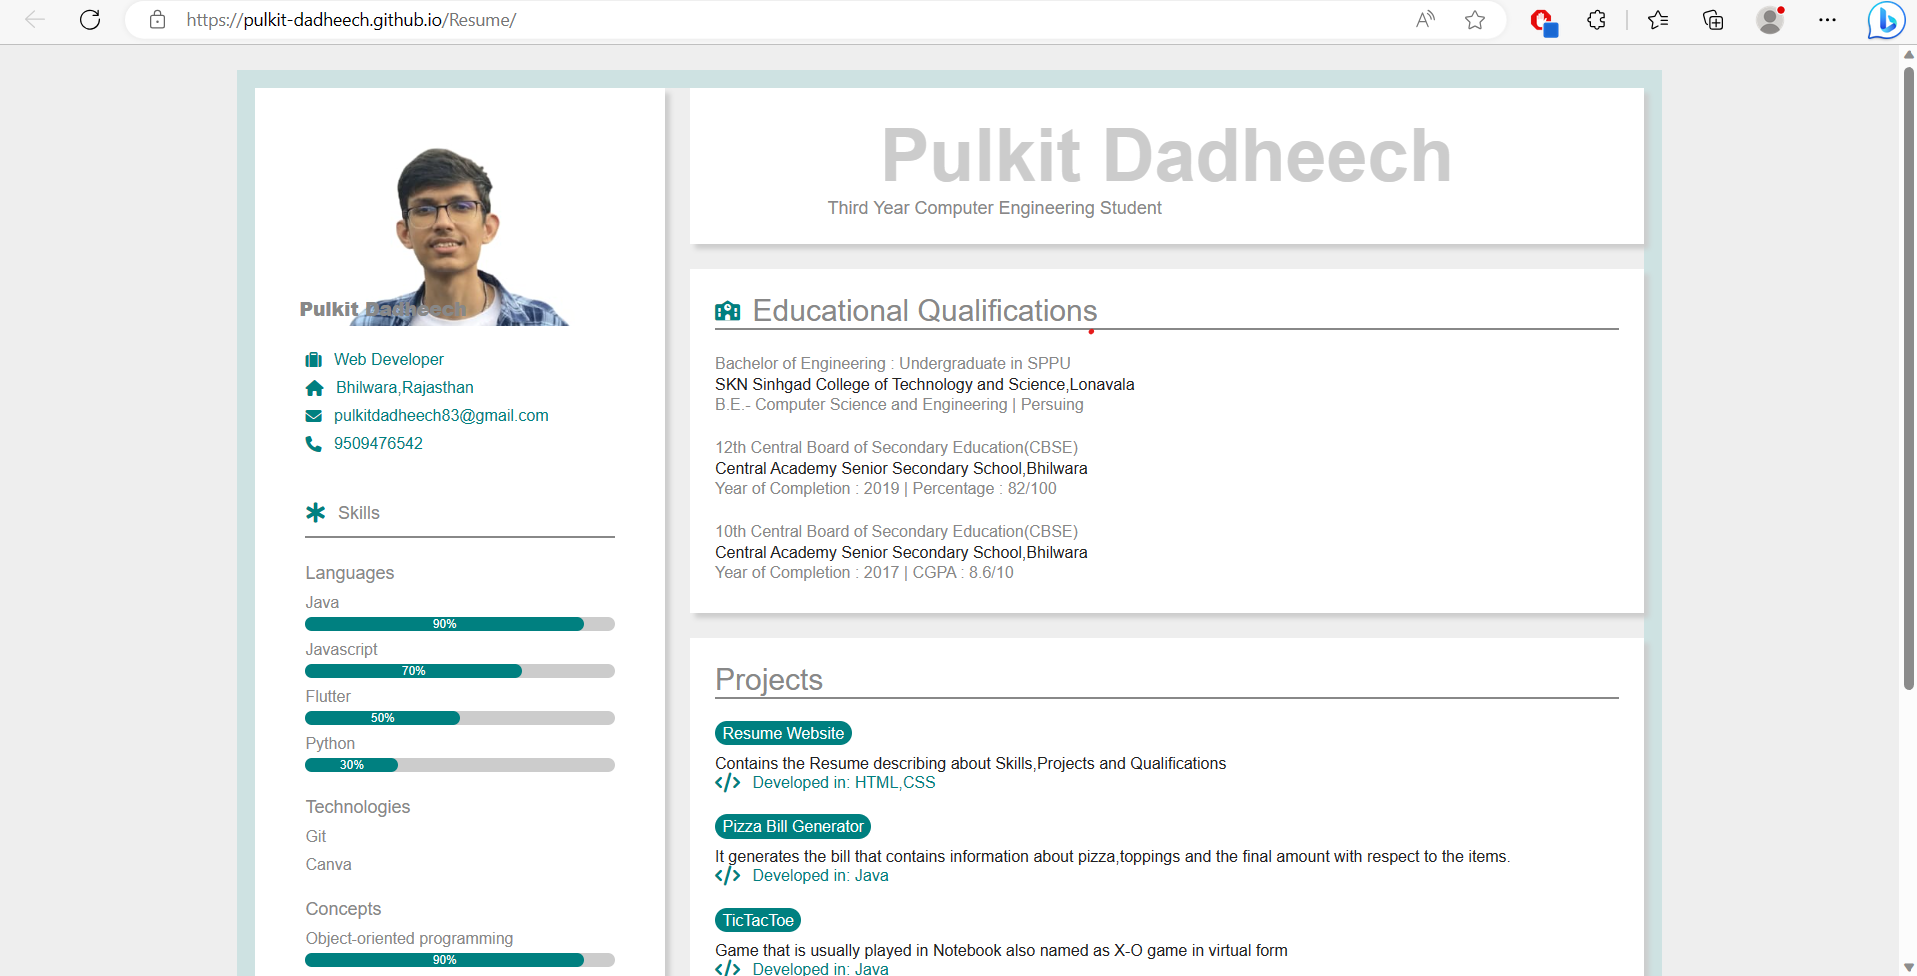 https://pulkit-dadheech.github.io/Resume/
Pulkit Dadheech
Web Developer
Bhilwara,Rajasthan
pulkitdadheech83@gmail.com
9509476542
Skills
Languages
Java
90%
Javascript
70%
Flutter
50%
Python
30%
Technologies
Git
Canva
Concepts
Object-oriented programming
90%
Pulkit Dadheech
Third Year Computer Engineering Student
Educational Qualifications
Bachelor of Engineering : Undergraduate in SPPU
SKN Sinhgad College of Technology and Science,Lonavala
B.E.- Computer Science and Engineering | Persuing
12th Central Board of Secondary Education(CBSE)
Central Academy Senior Secondary School,Bhilwara
Year of Completion : 2019 | Percentage : 82/100
10th Central Board of Secondary Education(CBSE)
Central Academy Senior Secondary School,Bhilwara
Year of Completion : 2017 | CGPA : 8.6/10
Projects
Resume Website
Contains the Resume describing about Skills,Projects and Qualifications
</> Developed in: HTML,CSS
Pizza Bill Generator
It generates the bill that contains information about pizza,toppings and the final amount with respect to the items.
</> Developed in: Java
TicTacToe
Game that is usually played in Notebook also named as X-O game in virtual form
</> Developed in: Java